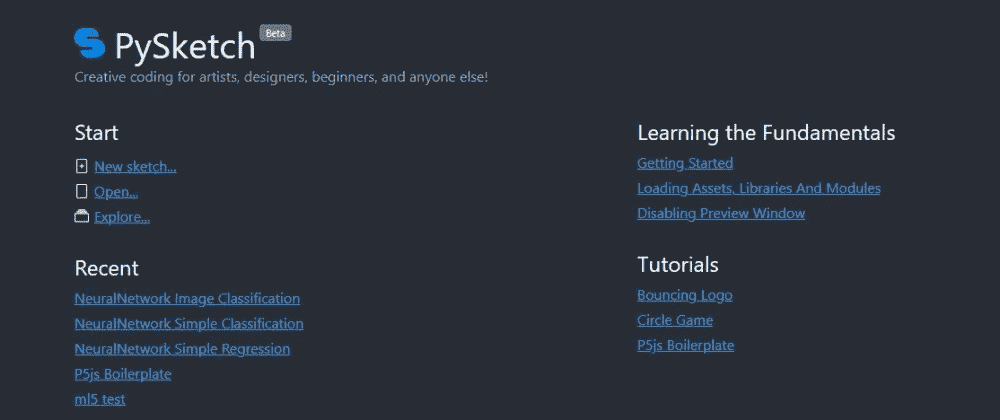 PySketch Beta
Creative coding for artists, designers, beginners, and anyone else!
Start
New sketch...
Open...
Explore...
Recent
NeuralNetwork Image Classification
NeuralNetwork Simple Classification
NeuralNetwork Simple Regression
P5js Boilerplate
ml5 test
Learning the Fundamentals
Getting Started
Loading Assets, Libraries And Modules
Disabling Preview Window
Tutorials
Bouncing Logo
Circle Game
P5js Boilerplate